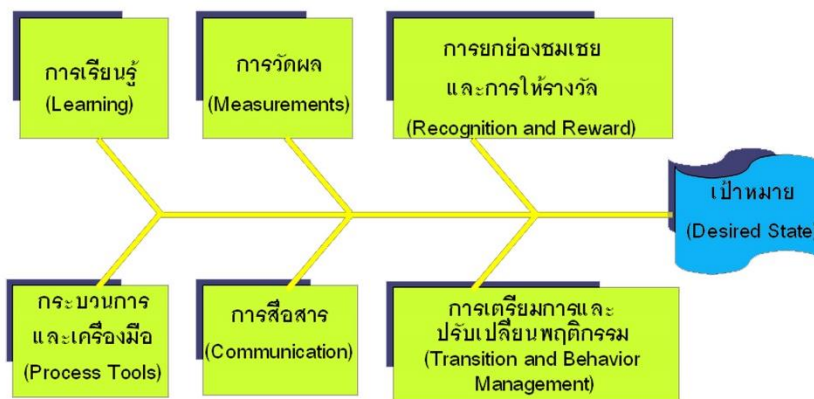 การเรียนรู้
(Learning)
การวัดผล
(Measurements)
การยกย่องชมเชย
และการให้รางวัล
(Recognition and Reward)
เป้าหมาย
(Desired State)
กระบวนการ
และเครื่องมือ
(Process Tools)
การสื่อสาร
(Communication)
การเตรียมการและ
ปรับเปลี่ยนพฤติกรรม
(Transition and Behavior
Management)